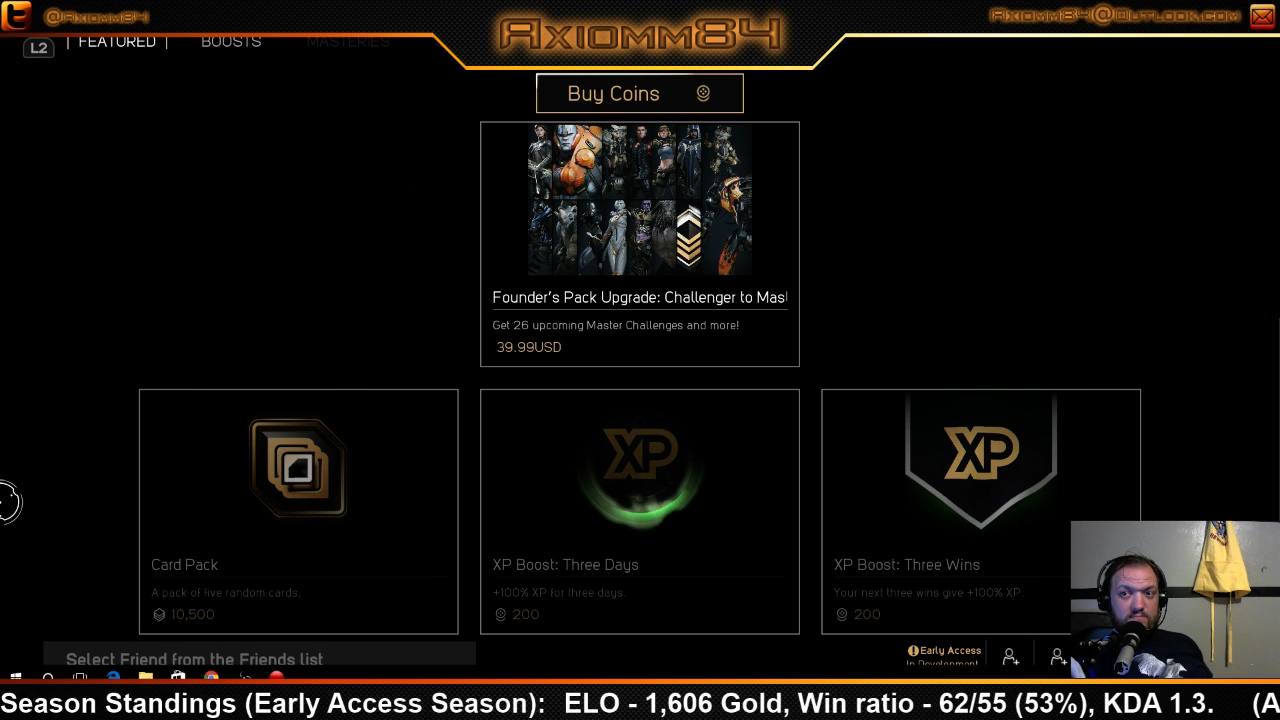 @Axiomm84
Axiomm84
Axiomm84@Outlook.com
L2
| FEATURED |
BOOSTS
MASTERIES
Buy Coins
Founder's Pack Upgrade: Challenger to Mas
Get 26 upcoming Master Challenges and more!
39.99USD
XP
XP
Card Pack
A pack of five random cards.
10,500
XP Boost: Three Days
+100% XP for three days.
200
XP Boost: Three Wins
Your next three wins give +100% XP.
200
Select Friend from the Friends list
Early Access
In Development
Season Standings (Early Access Season): ELO - 1,606 Gold, Win ratio - 62/55 (53%), KDA 1.3. (A